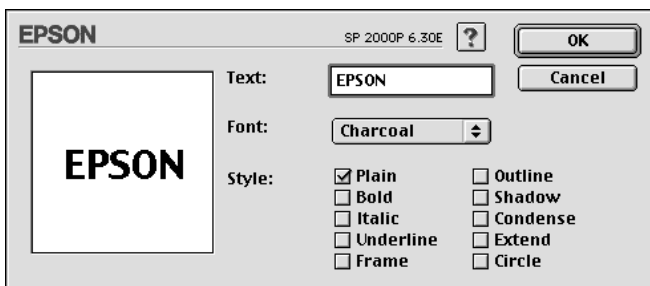 EPSON
SP 2000P 6.30E ? OK
Text: EPSON Cancel
Font: Charcoal
EPSON
Style: Plain Outline
Bold Shadow
Italic Condense
Underline Extend
Frame Circle